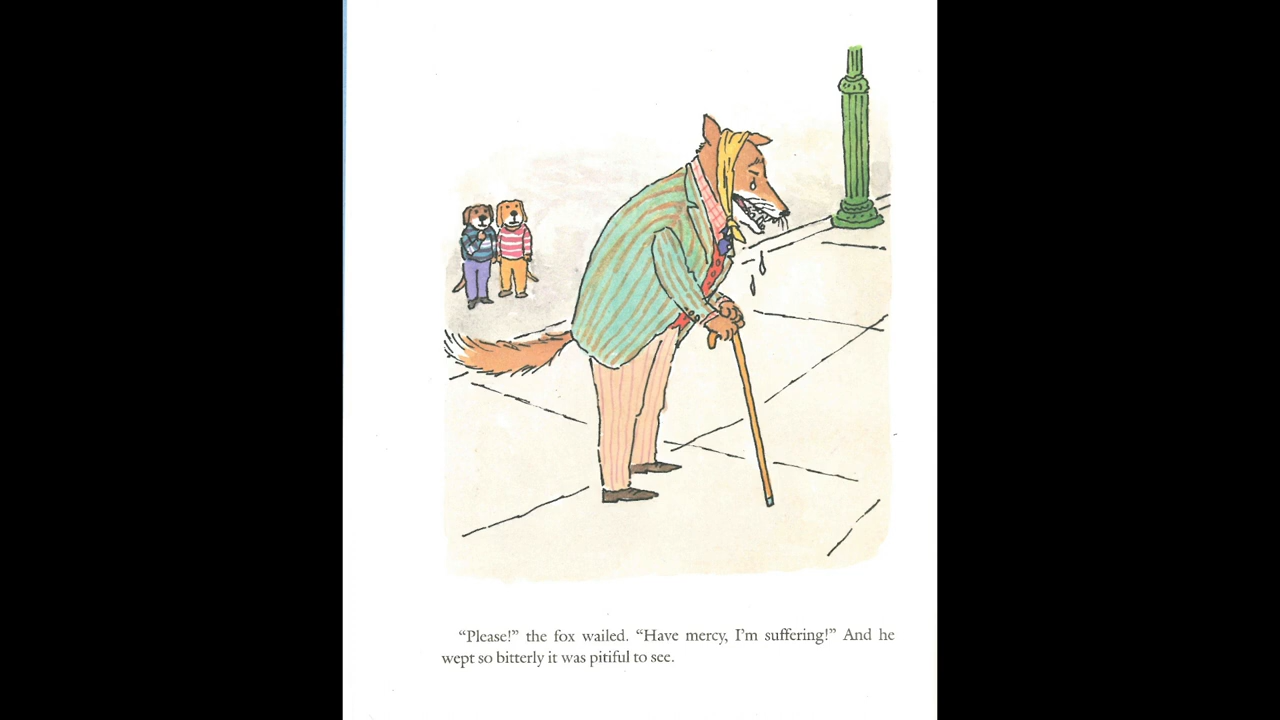 “Please!” the fox wailed. “Have mercy, I’m suffering!” And he
wept so bitterly it was pitiful to see.